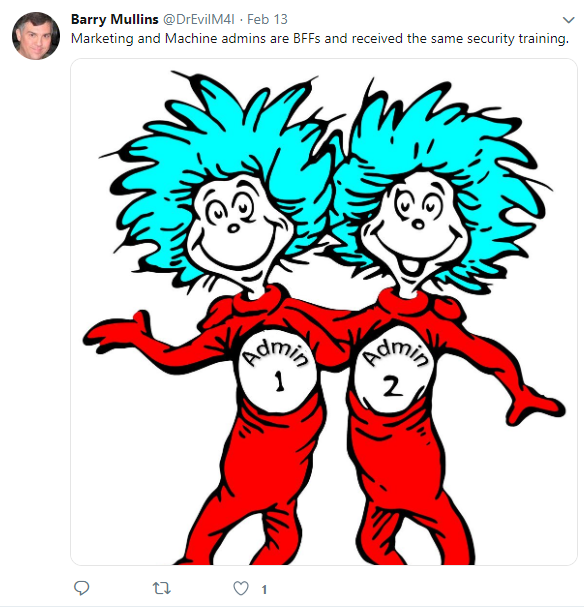 Barry Mullins @DrEvilM4l · Feb 13
Marketing and Machine admins are BFFs and received the same security training.
Admin
1
Admin
2
1